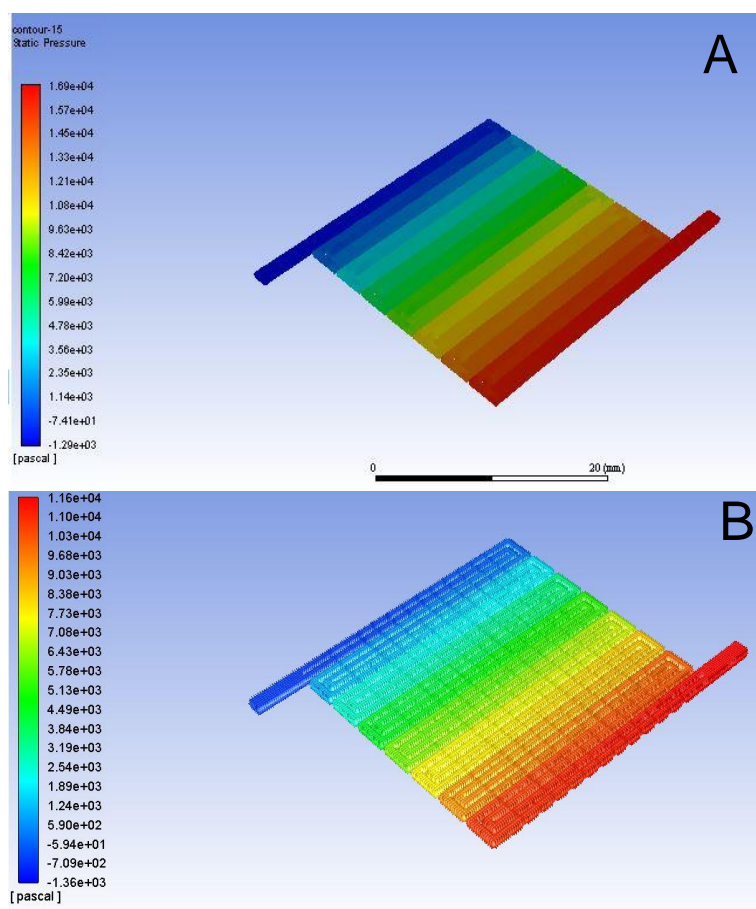 contour-15
Static Pressure
A
1.69e+04
1.57e+04
1.45e+04
1.33e+04
1.21e+04
1.08e+04
9.63e+03
8.42e+03
7.20e+03
5.99e+03
4.78e+03
3.56e+03
2.35e+03
1.14e+03
-7.41e+01
-1.29e+03
[pascal]
0
20 (mm)
B
1.16e+04
1.10e+04
1.03e+04
9.68e+03
9.03e+03
8.38e+03
7.73e+03
7.08e+03
6.43e+03
5.78e+03
5.13e+03
4.49e+03
3.84e+03
3.19e+03
2.54e+03
1.89e+03
1.24e+03
5.90e+02
-5.94e+01
-7.09e+02
-1.36e+03
[pascal]